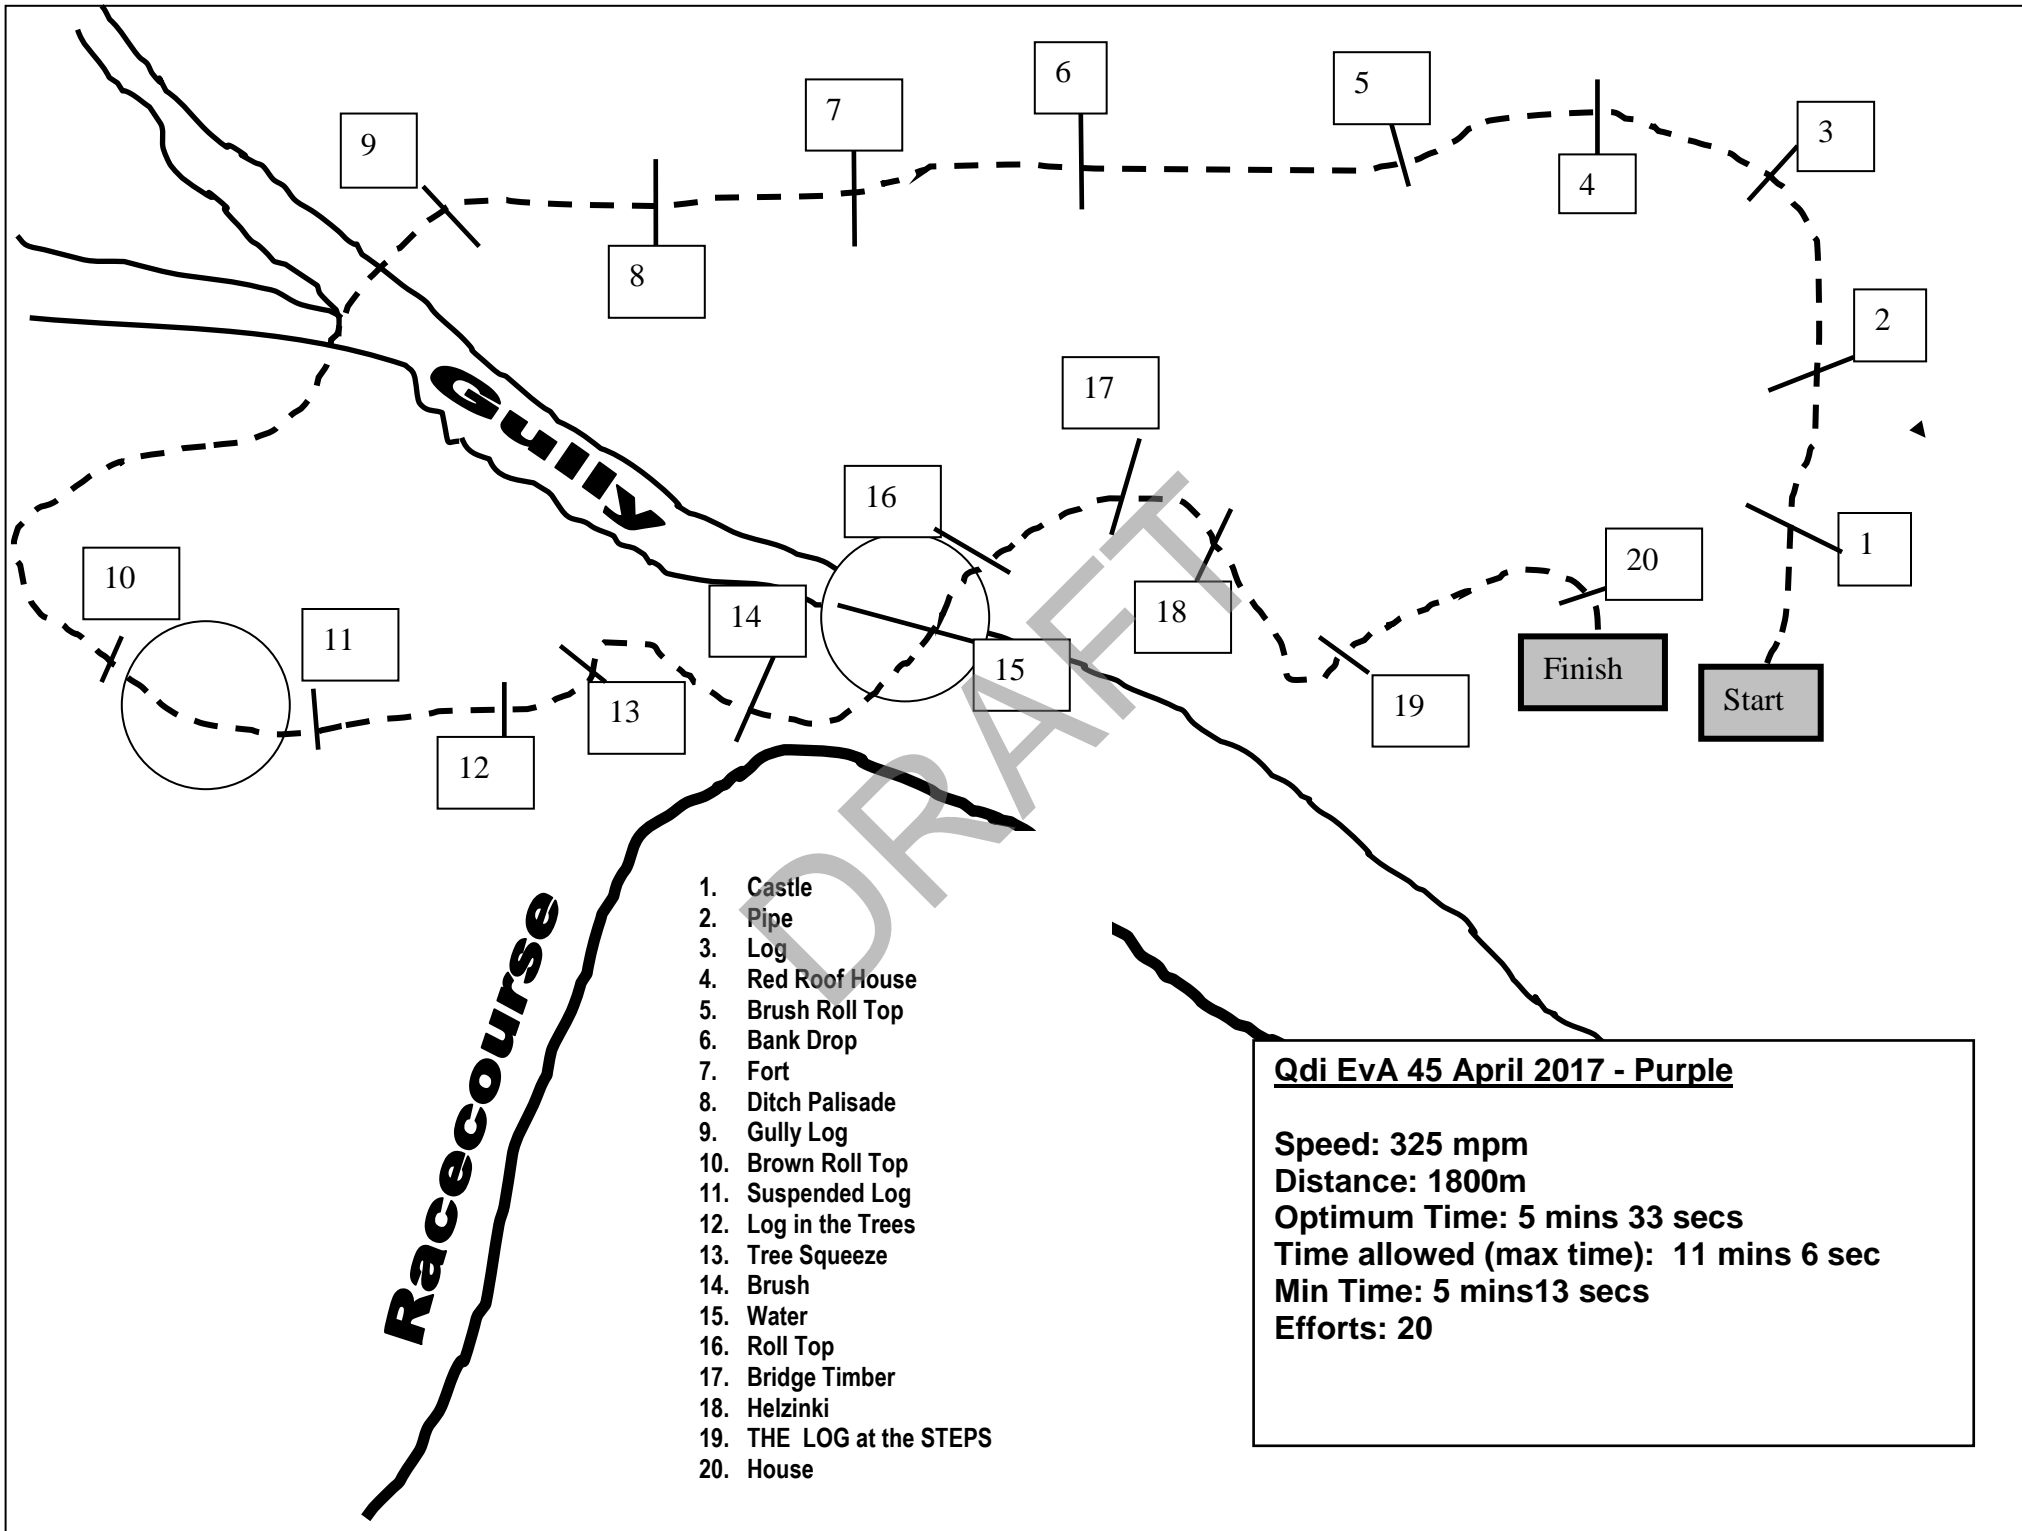 6
5
7
3
9
4
8
2
17
16
1
20
10
14
18
11
15
Finish
13
Start
19
12
Gully
DRAFT
Racecourse
1. Castle
2. Pipe
3. Log
4. Red Roof House
5. Brush Roll Top
6. Bank Drop
7. Fort
8. Ditch Palisade
9. Gully Log
10. Brown Roll Top
11. Suspended Log
12. Log in the Trees
13. Tree Squeeze
14. Brush
15. Water
16. Roll Top
17. Bridge Timber
18. Helzinki
19. THE LOG at the STEPS
20. House
Qdi EvA 45 April 2017 - Purple
Speed: 325 mpm
Distance: 1800m
Optimum Time: 5 mins 33 secs
Time allowed (max time): 11 mins 6 sec
Min Time: 5 mins13 secs
Efforts: 20